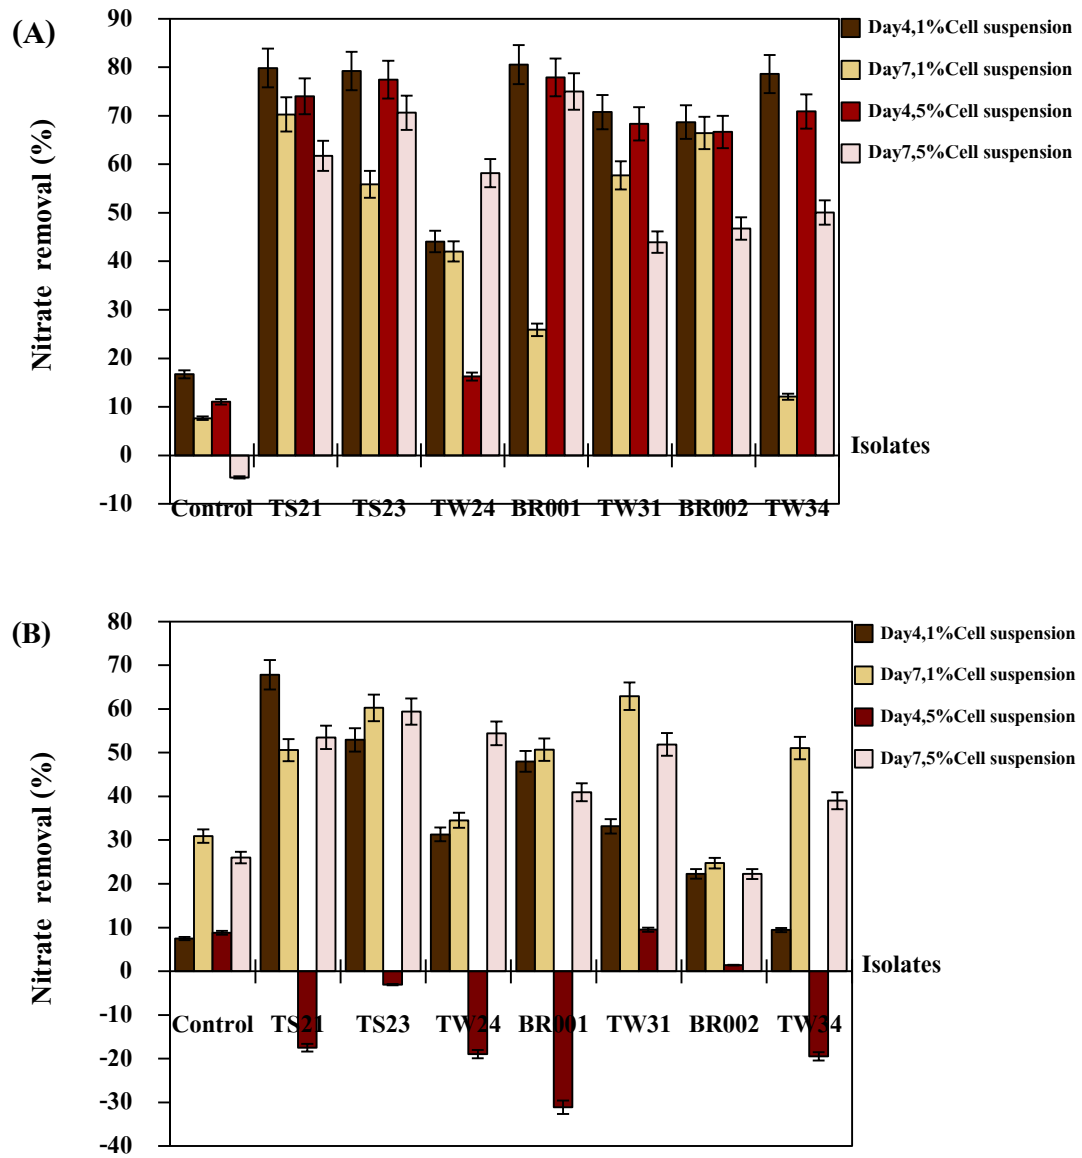 (A)
Nitrate removal (%)
90
80
70
60
50
40
30
20
10
0
-10
Control TS21 TS23 TW24 BR001 TW31 BR002 TW34
Isolates
Day4,1%Cell suspension
Day7,1%Cell suspension
Day4,5%Cell suspension
Day7,5%Cell suspension
(B)
Nitrate removal (%)
80
70
60
50
40
30
20
10
0
-10
-20
-30
-40
Control TS21 TS23 TW24 BR001 TW31 BR002 TW34
Isolates
Day4,1%Cell suspension
Day7,1%Cell suspension
Day4,5%Cell suspension
Day7,5%Cell suspension